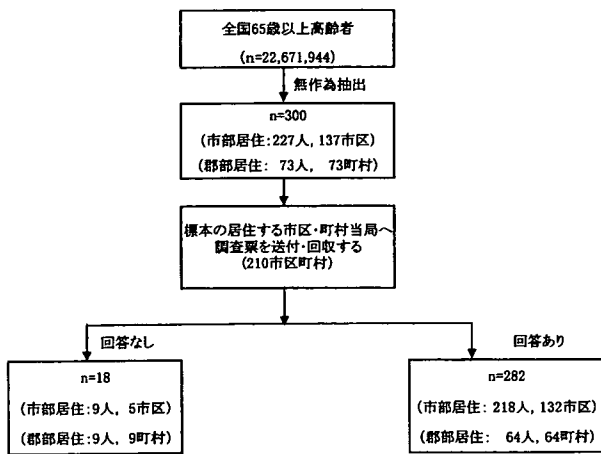 全国65歳以上高齢者
(n=22,671,944)
無作為抽出
n=300
(市部居住:227人, 137市区)
(郡部居住: 73人, 73町村)
標本の居住する市区・町村当局へ
調査票を送付・回収する
(210市区町村)
回答なし
回答あり
n=18
(市部居住:9人, 5市区)
(郡部居住:9人, 9町村)
n=282
(市部居住: 218人, 132市区)
(郡部居住: 64人, 64町村)